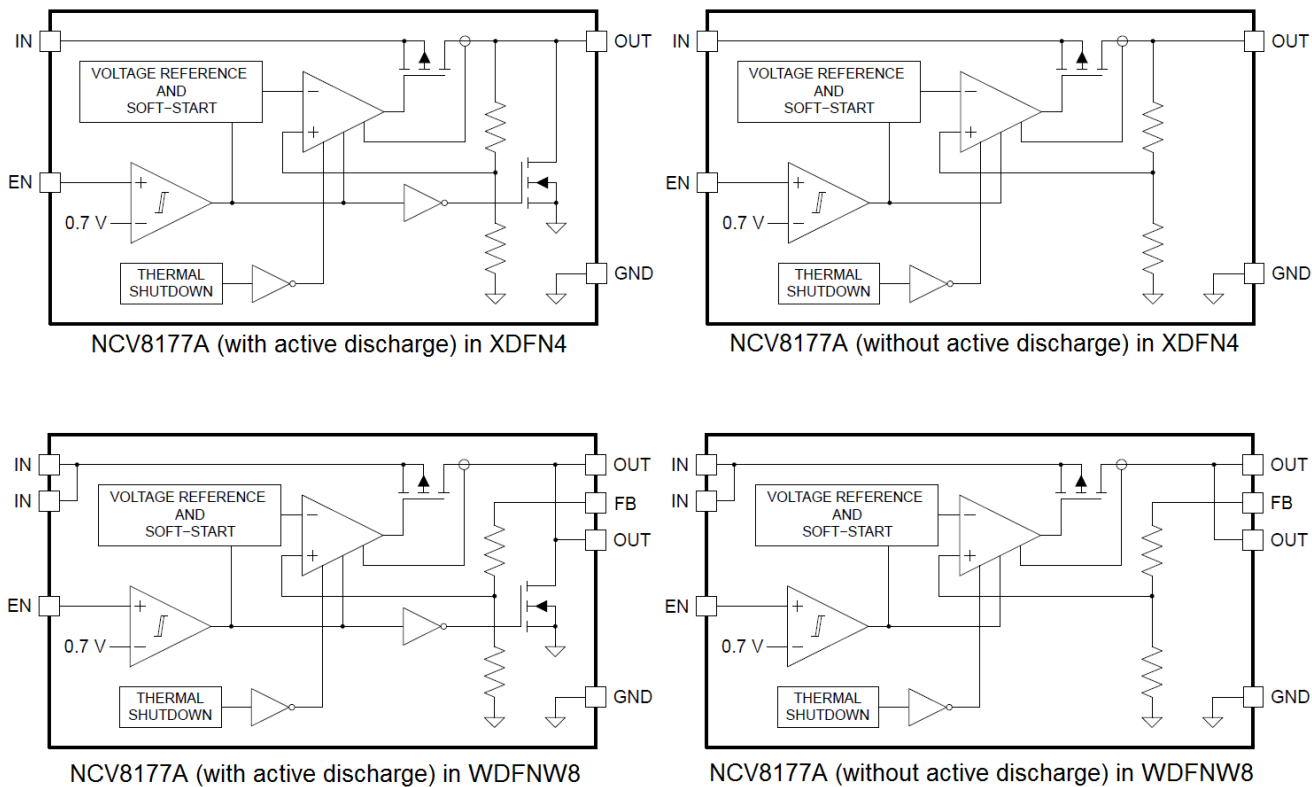 IN
OUT
VOLTAGE REFERENCE
AND
SOFT−START
−
+
EN
+
0.7 V
−
THERMAL
SHUTDOWN
GND
NCV8177A (with active discharge) in XDFN4
IN
OUT
VOLTAGE REFERENCE
AND
SOFT−START
−
+
EN
+
0.7 V
−
THERMAL
SHUTDOWN
GND
NCV8177A (without active discharge) in XDFN4
IN
OUT
IN
FB
VOLTAGE REFERENCE
AND
SOFT−START
−
+
OUT
EN
+
0.7 V
−
THERMAL
SHUTDOWN
GND
NCV8177A (with active discharge) in WDFNW8
IN
OUT
IN
FB
VOLTAGE REFERENCE
AND
SOFT−START
−
+
OUT
EN
+
0.7 V
−
THERMAL
SHUTDOWN
GND
NCV8177A (without active discharge) in WDFNW8